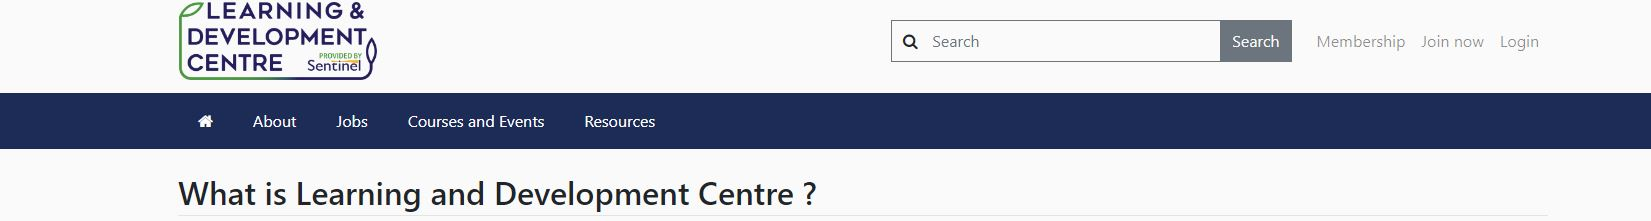 LEARNING &
DEVELOPMENT
CENTRE PROVIDED BY
Sentinel
Search Search Membership Join now Login
About Jobs Courses and Events Resources
What is Learning and Development Centre ?